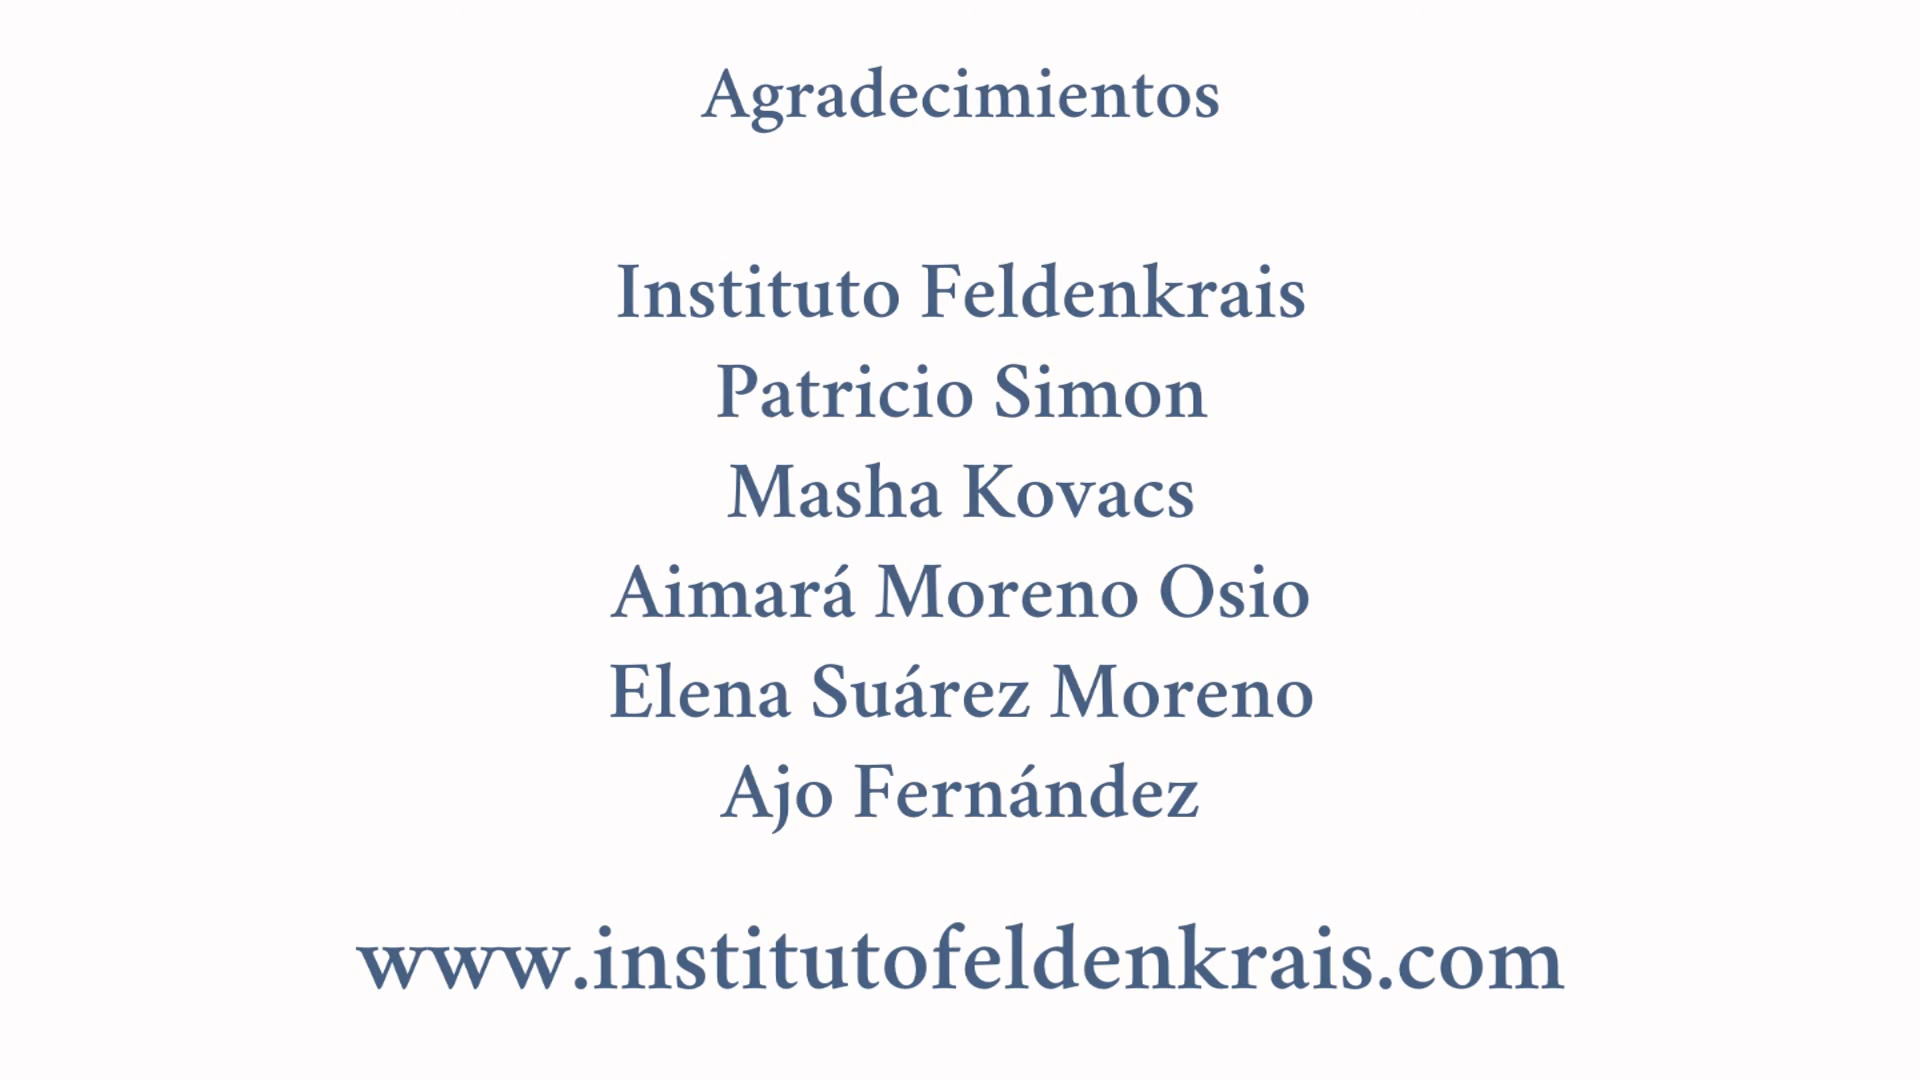 Agradecimientos
Instituto Feldenkrais
Patricio Simon
Masha Kovacs
Aimará Moreno Osio
Elena Suárez Moreno
Ajo Fernández
www.institutofeldenkrais.com